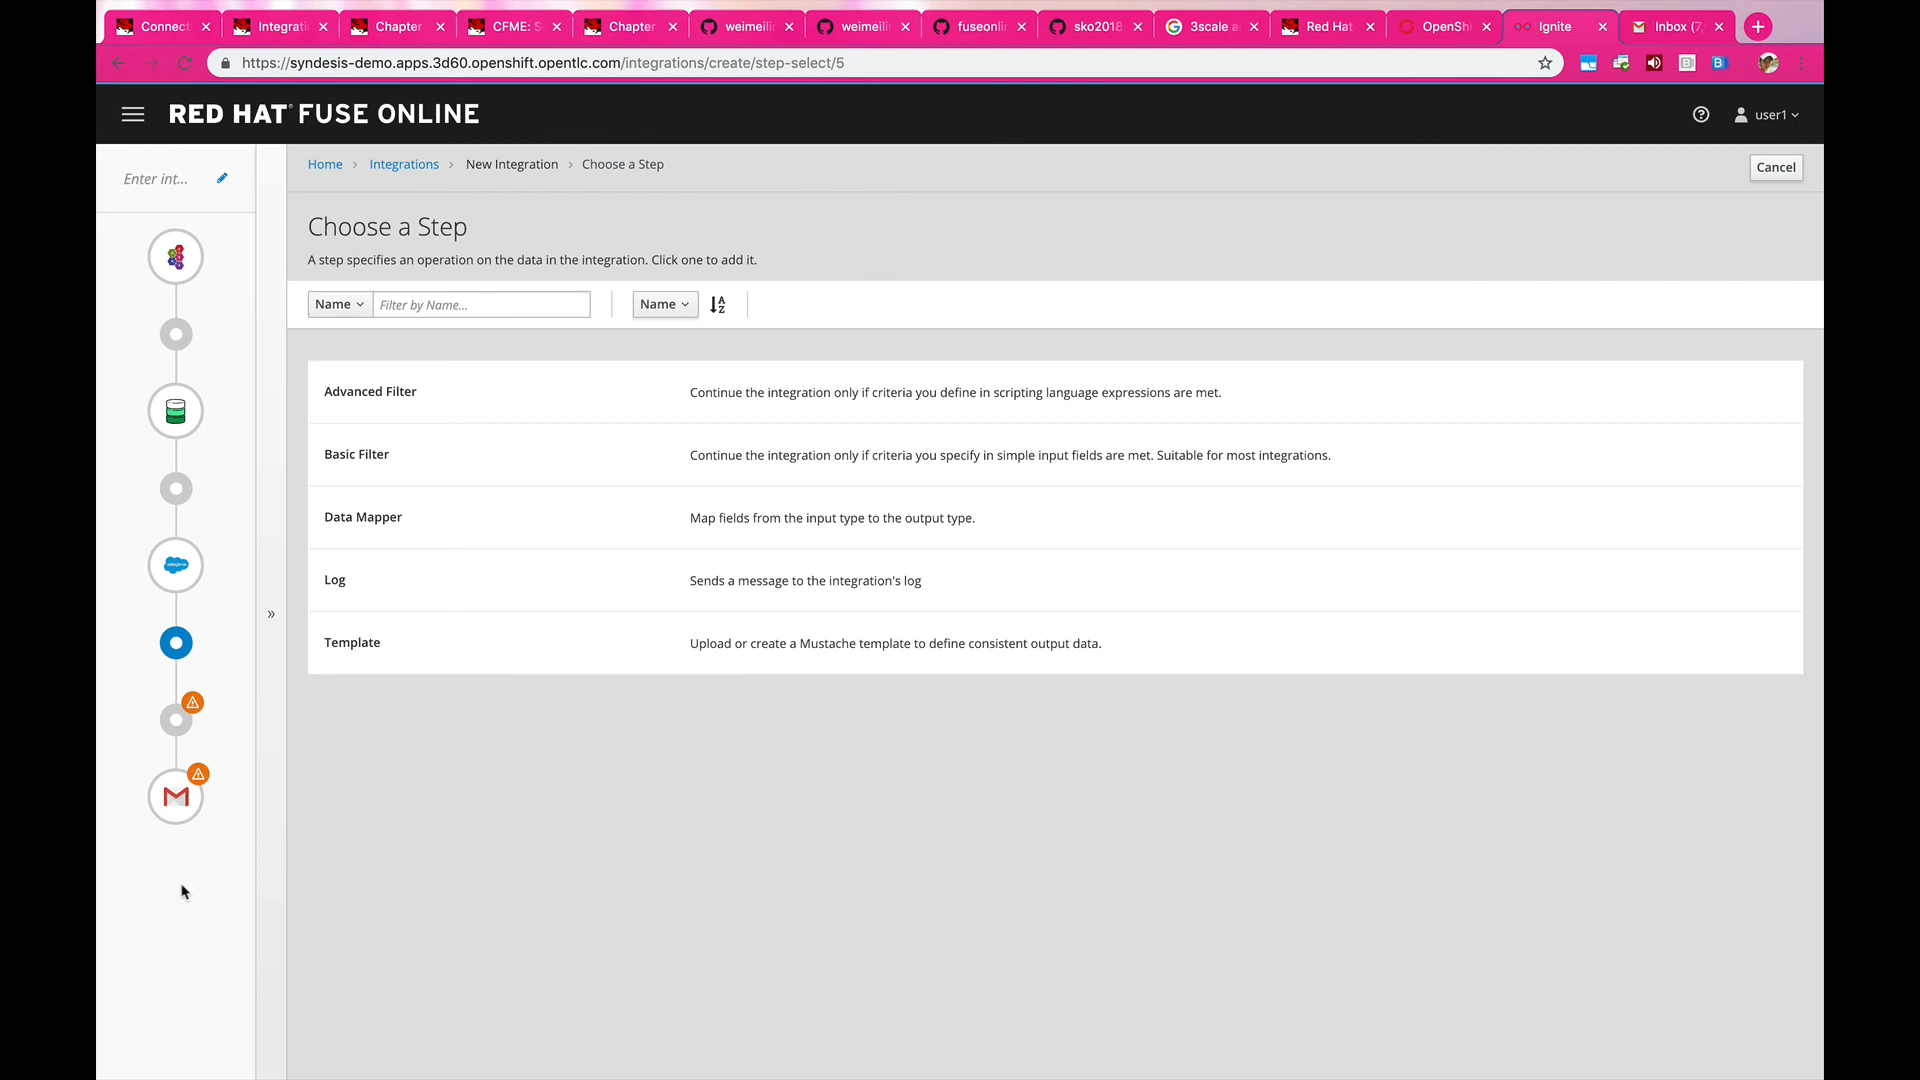 Connect
Integrati
Chapter
CFME: S
Chapter
weimeilin
weimeilin
fuseonlin
sko2018
3scale a
Red Hat
OpenShi
Ignite
Inbox (7,
https://syndesis-demo.apps.3d60.openshift.opentlc.com/integrations/create/step-select/5
RED HAT® FUSE ONLINE
user1
Enter int...
Home > Integrations > New Integration > Choose a Step
Cancel
Choose a Step
A step specifies an operation on the data in the integration. Click one to add it.
Name
Filter by Name...
Name
Advanced Filter
Continue the integration only if criteria you define in scripting language expressions are met.
Basic Filter
Continue the integration only if criteria you specify in simple input fields are met. Suitable for most integrations.
Data Mapper
Map fields from the input type to the output type.
Log
Sends a message to the integration's log
Template
Upload or create a Mustache template to define consistent output data.
salesforce